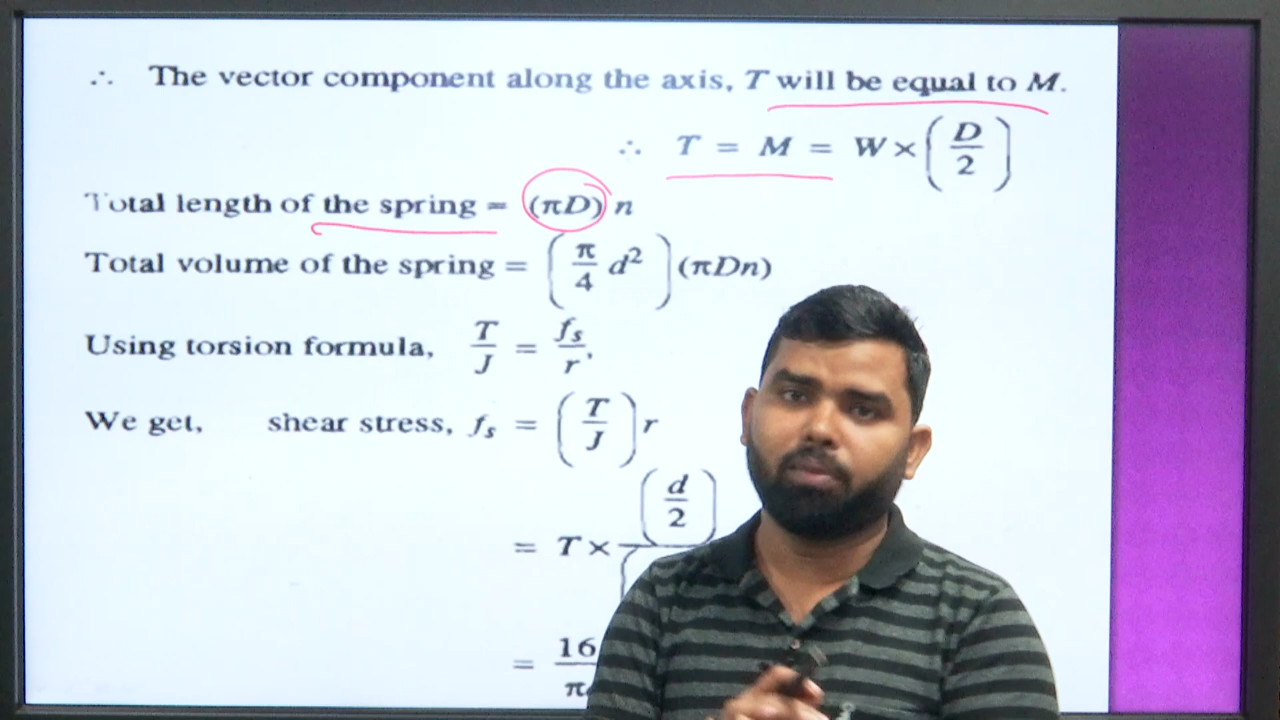 ∴ The vector component along the axis, T will be equal to M.
∴ T = M = W × (D/2)
Total length of the spring = (πD) n
Total volume of the spring = (π/4 d²) (πDn)
Using torsion formula, T/J = fₛ/r,
We get, shear stress, fₛ = (T/J) r
= T × (d/2)
= 16/π